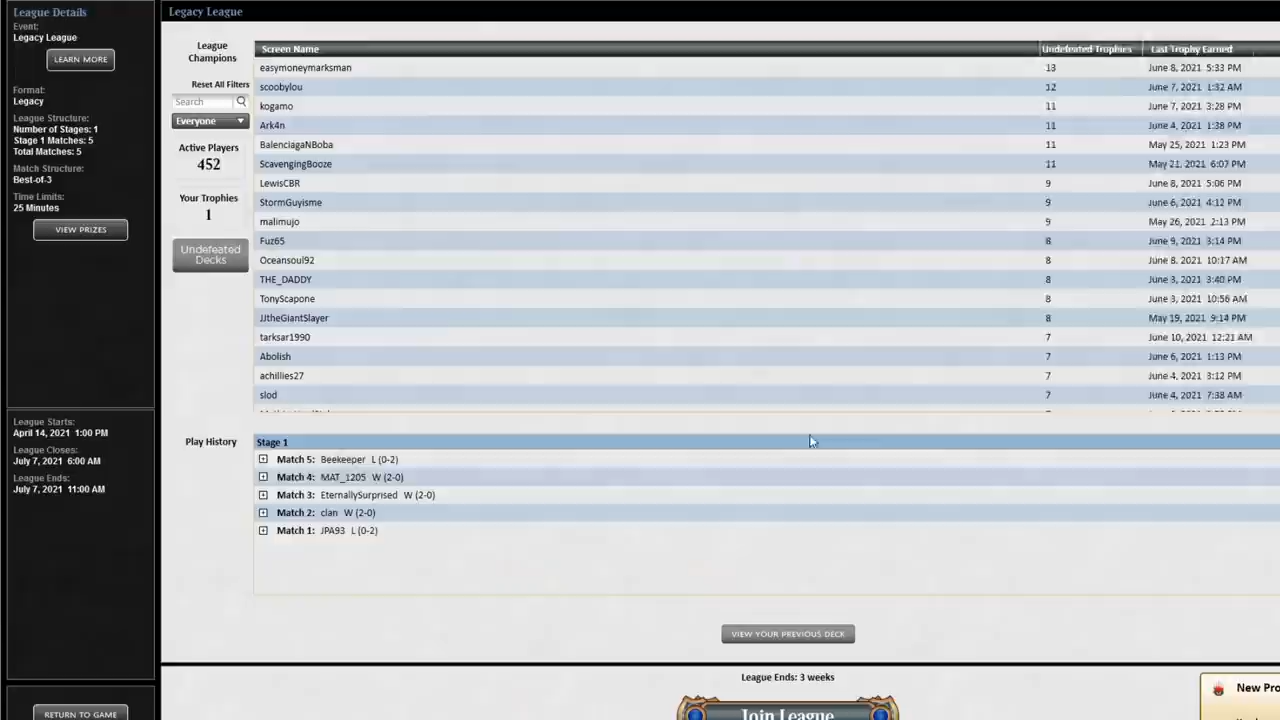 League Details
Event:
Legacy League
LEARN MORE
Format:
Legacy
League Structure:
Number of Stages: 1
Stage 1 Matches: 5
Total Matches: 5
Match Structure:
Best-of-3
Time Limits:
25 Minutes
VIEW PRIZES
League Starts:
April 14, 2021 1:00 PM
League Closes:
July 7, 2021 6:00 AM
League Ends:
July 7, 2021 11:00 AM
RETURN TO GAME
Legacy League
League
Champions
Reset All Filters
Search
Everyone
Active Players
452
Your Trophies
1
Undefeated
Decks
Screen Name Undefeated Trophies Last Trophy Earned
easymoneymarksman 13 June 8, 2021 5:33 PM
scoobylou 12 June 7, 2021 1:32 AM
kogamo 11 June 7, 2021 3:28 PM
Ark4n 11 June 4, 2021 1:38 PM
BalenciagaNBoba 11 May 25, 2021 1:23 PM
ScavengingBooze 11 May 21, 2021 6:07 PM
LewisCBR 9 June 8, 2021 5:06 PM
StormGuyisme 9 June 6, 2021 4:12 PM
malimujo 9 May 26, 2021 2:13 PM
Fuz65 8 June 9, 2021 3:14 PM
Oceansoul92 8 June 8, 2021 10:17 AM
THE_DADDY 8 June 3, 2021 3:40 PM
TonyScapone 8 June 3, 2021 10:56 AM
JJtheGiantSlayer 8 May 19, 2021 9:14 PM
tarksar1990 7 June 10, 2021 12:21 AM
Abolish 7 June 6, 2021 1:13 PM
achillies27 7 June 4, 2021 3:12 PM
slod 7 June 4, 2021 7:38 AM
Play History
Stage 1
Match 5: Beekeeper L (0-2)
Match 4: MAT_1205 W (2-0)
Match 3: EternallySurprised W (2-0)
Match 2: clan W (2-0)
Match 1: JPA93 L (0-2)
VIEW YOUR PREVIOUS DECK
League Ends: 3 weeks
Join League
New Pro